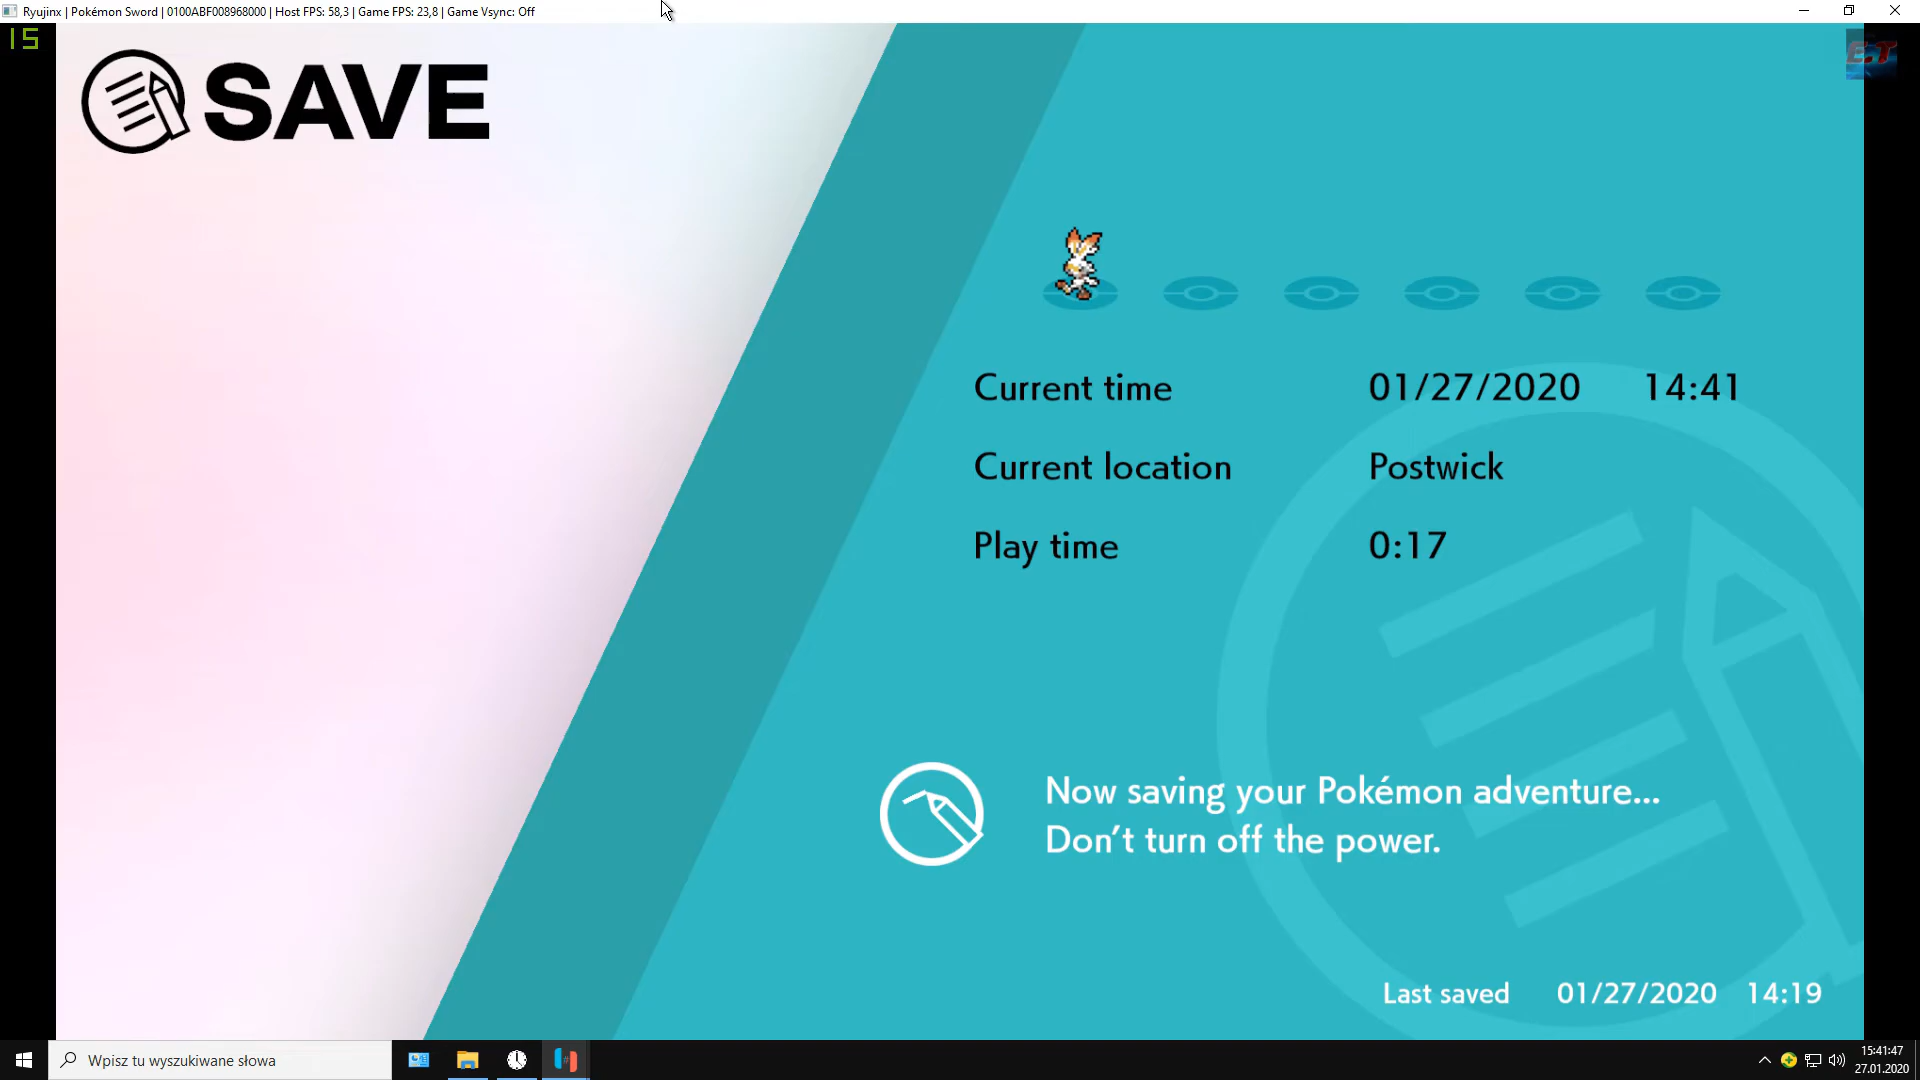 Ryujinx | Pokémon Sword | 0100ABF008968000 | Host FPS: 58,3 | Game FPS: 23,8 | Game Vsync: Off
15
E.T
SAVE
Current time 01/27/2020 14:41
Current location Postwick
Play time 0:17
Now saving your Pokémon adventure...
Don't turn off the power.
Last saved 01/27/2020 14:19
Wpisz tu wyszukiwane słowa
15:41:47
27.01.2020